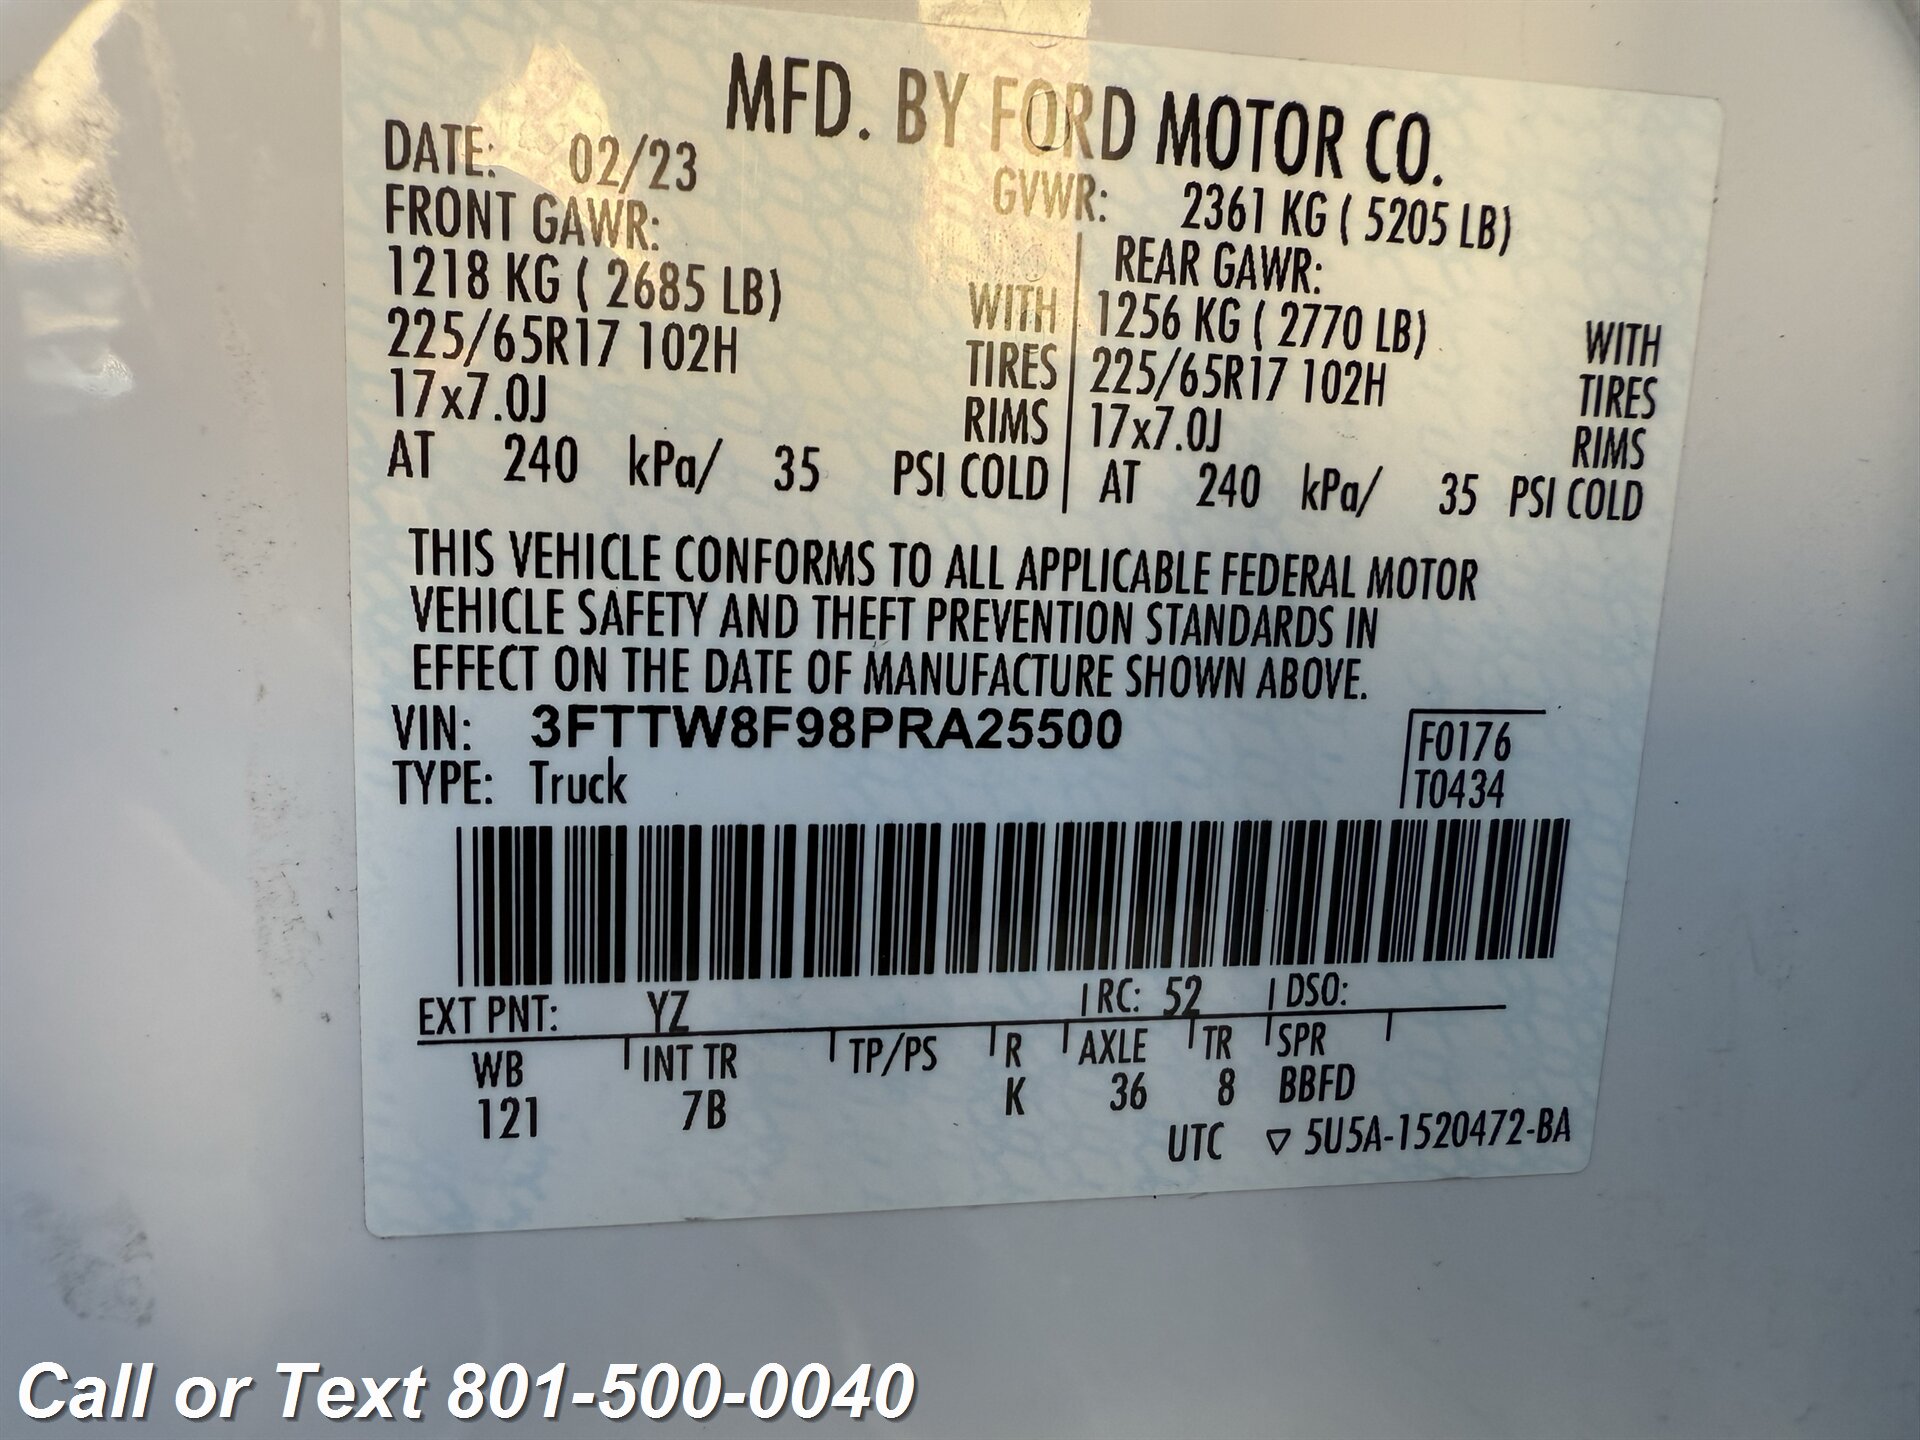 MFD. BY FORD MOTOR CO.
DATE: 02/23 GVWR: 2361 KG ( 5205 LB)
FRONT GAWR: REAR GAWR:
1218 KG ( 2685 LB) WITH 1256 KG ( 2770 LB) WITH
225/65R17 102H TIRES 225/65R17 102H TIRES
17x7.0J RIMS 17x7.0J RIMS
AT 240 kPa/ 35 PSI COLD AT 240 kPa/ 35 PSI COLD
THIS VEHICLE CONFORMS TO ALL APPLICABLE FEDERAL MOTOR
VEHICLE SAFETY AND THEFT PREVENTION STANDARDS IN
EFFECT ON THE DATE OF MANUFACTURE SHOWN ABOVE.
VIN: 3FTTW8F98PRA25500 F0176
TYPE: Truck T0434
EXT PNT: YZ RC: 52 DSO:
WB INT TR TP/PS R AXLE TR SPR
121 7B K 36 8 BBFD
UTC ▽ 5U5A-1520472-BA
Call or Text 801-500-0040